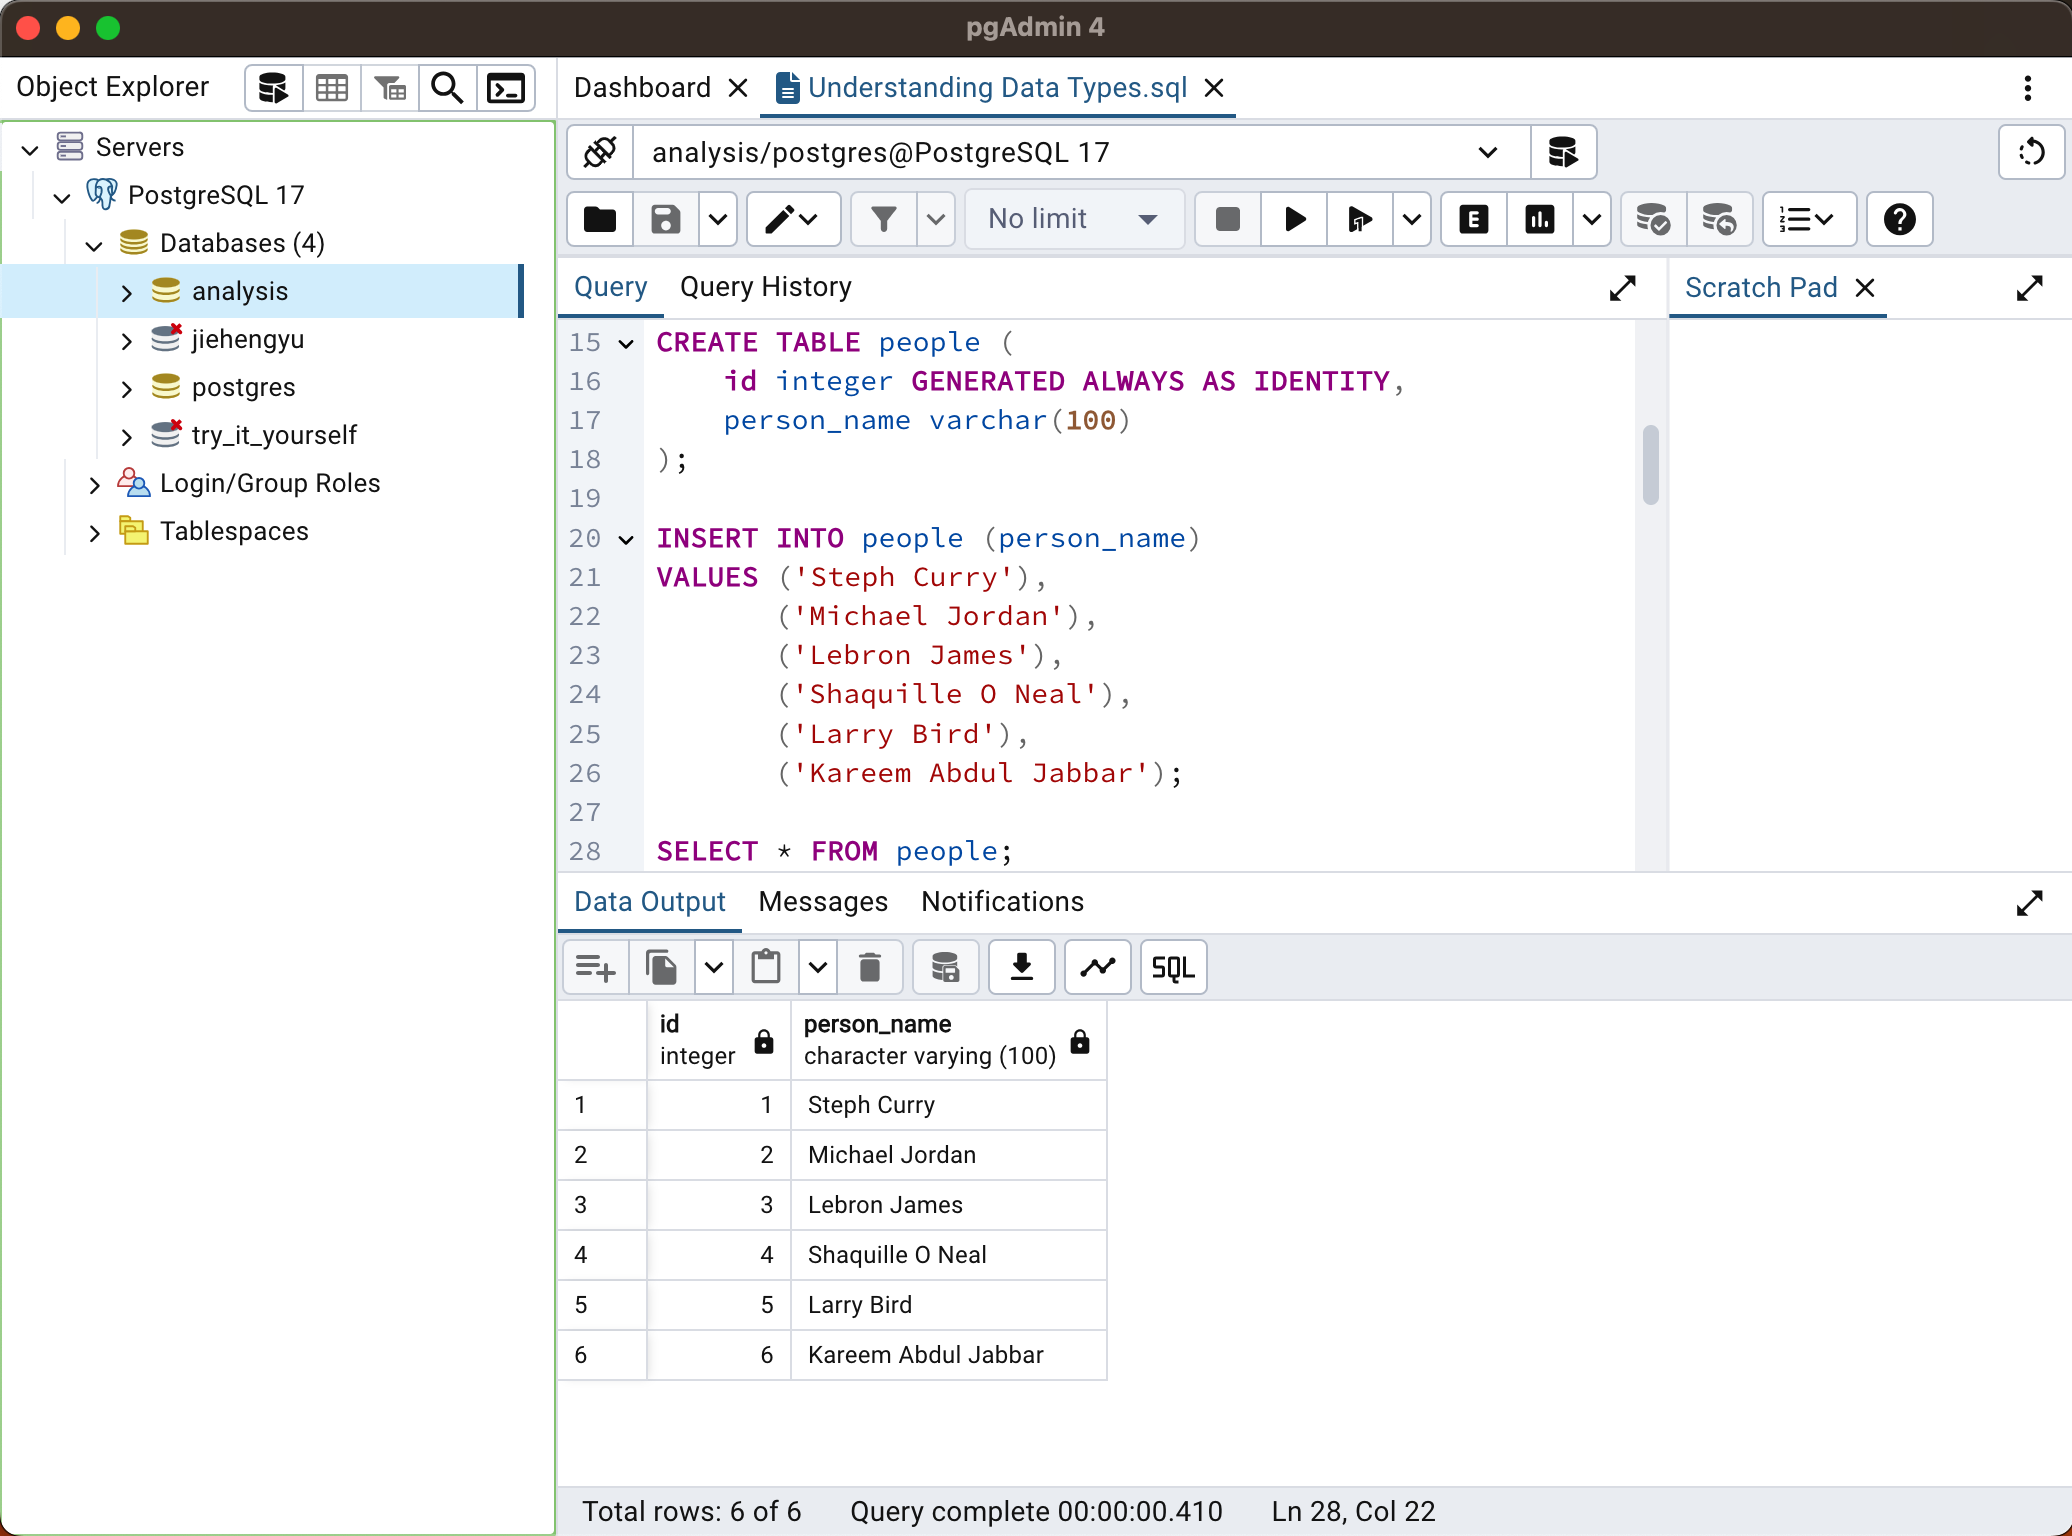 pgAdmin 4
Object Explorer
Servers
PostgreSQL 17
Databases (4)
analysis
jiehengyu
postgres
try_it_yourself
Login/Group Roles
Tablespaces
Dashboard
Understanding Data Types.sql
analysis/postgres@PostgreSQL 17
No limit
E
Query Query History
Scratch Pad
15 CREATE TABLE people (
16 id integer GENERATED ALWAYS AS IDENTITY,
17 person_name varchar(100)
18 );
19
20 INSERT INTO people (person_name)
21 VALUES ('Steph Curry'),
22 ('Michael Jordan'),
23 ('Lebron James'),
24 ('Shaquille O Neal'),
25 ('Larry Bird'),
26 ('Kareem Abdul Jabbar');
27
28 SELECT * FROM people;
Data Output Messages Notifications
SQL
id person_name
integer character varying (100)
1 1 Steph Curry
2 2 Michael Jordan
3 3 Lebron James
4 4 Shaquille O Neal
5 5 Larry Bird
6 6 Kareem Abdul Jabbar
Total rows: 6 of 6 Query complete 00:00:00.410 Ln 28, Col 22